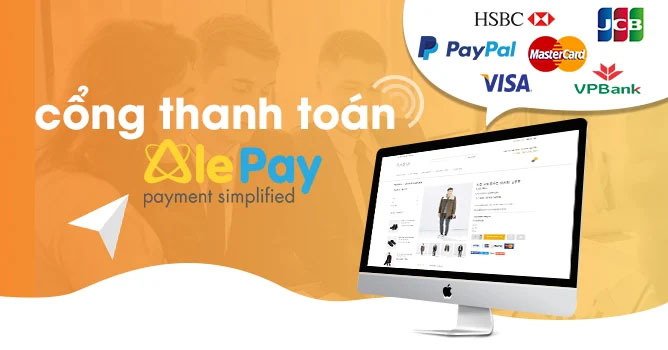 HSBC
JCB
PayPal
MasterCard
VISA
VPBank
cổng thanh toán
AlePay
payment simplified